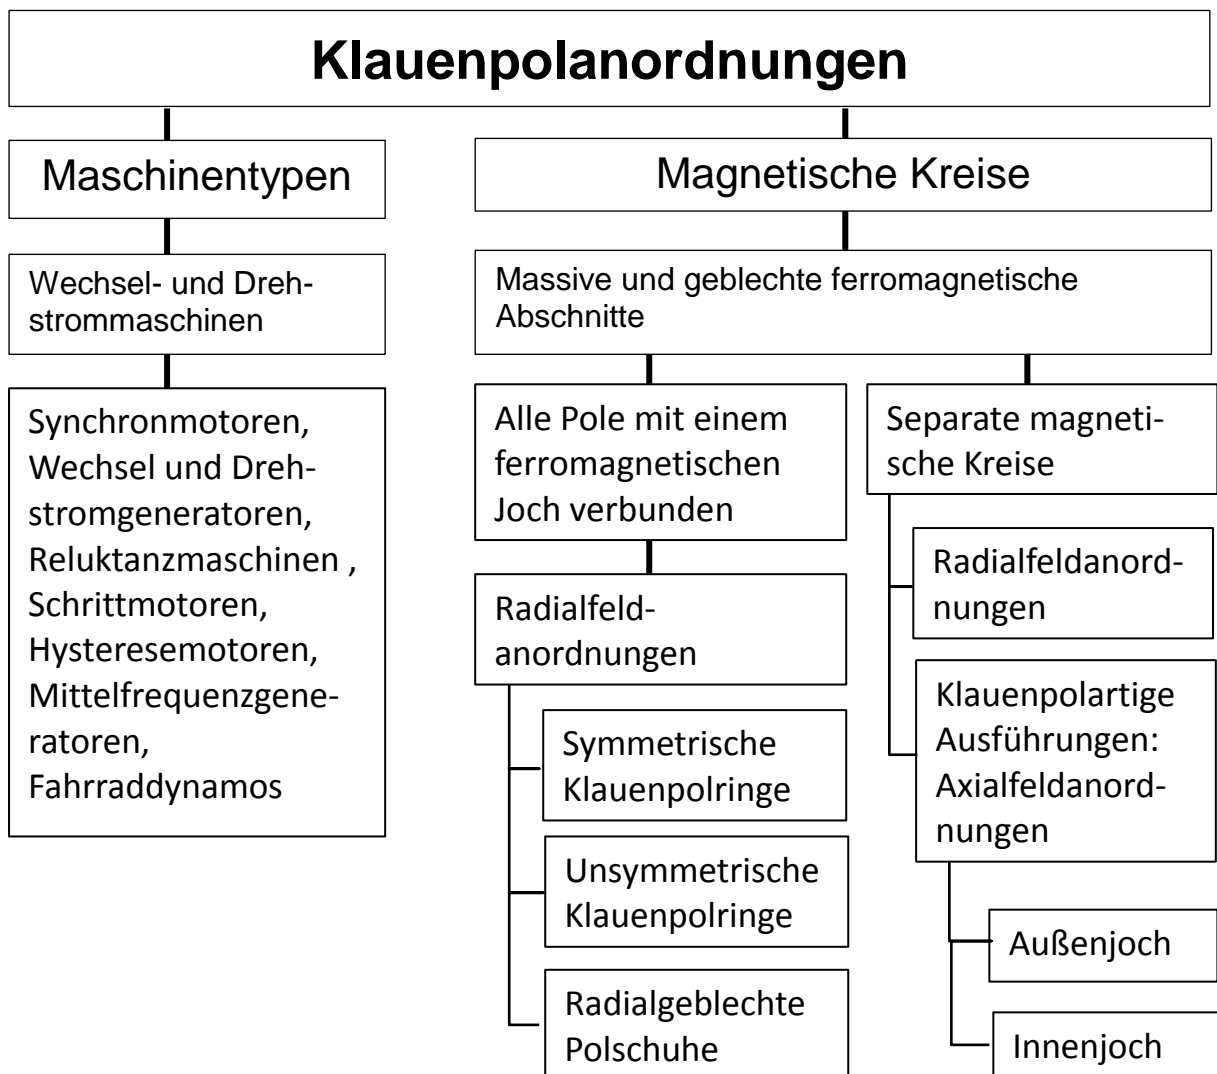 Klauenpolanordnungen
Maschinentypen
Wechsel- und Dreh-
strommaschinen
Synchronmotoren,
Wechsel und Dreh-
stromgeneratoren,
Reluktanzmaschinen ,
Schrittmotoren,
Hysteresemotoren,
Mittelfrequenzgene-
ratoren,
Fahrraddynamos
Magnetische Kreise
Massive und geblechte ferromagnetische
Abschnitte
Alle Pole mit einem
ferromagnetischen
Joch verbunden
Radialfeld-
anordnungen
Symmetrische
Klauenpolringe
Unsymmetrische
Klauenpolringe
Radialgeblechte
Polschuhe
Separate magneti-
sche Kreise
Radialfeldanord-
nungen
Klauenpolartige
Ausführungen:
Axialfeldanord-
nungen
Außenjoch
Innenjoch